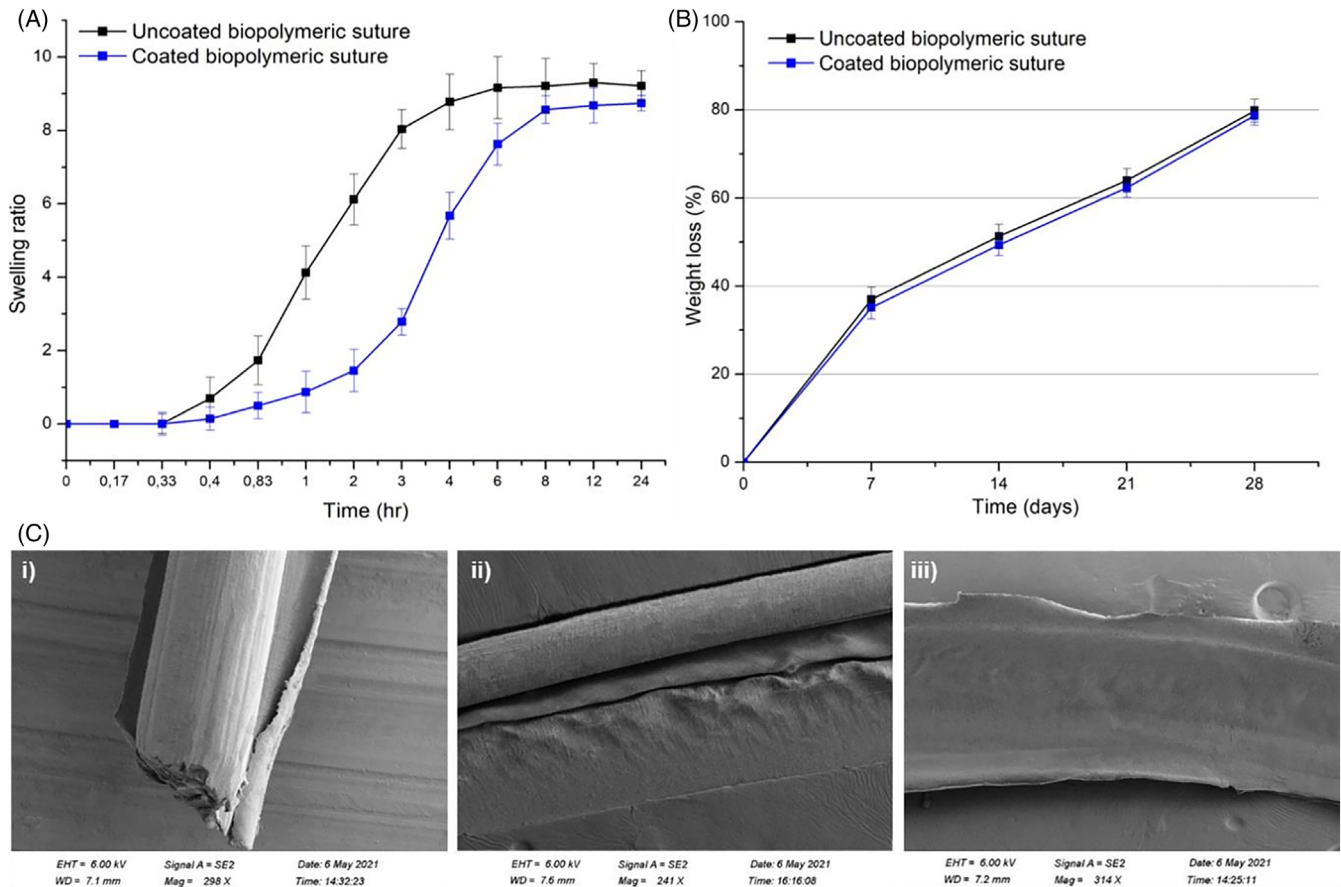 (A)
Uncoated biopolymeric suture
Coated biopolymeric suture
10
8
6
4
2
0
Swelling ratio
0 0,17 0,33 0,4 0,83 1 2 3 4 6 8 12 24
Time (hr)
(B)
Uncoated biopolymeric suture
Coated biopolymeric suture
100
80
60
40
20
0
Weight loss (%)
0 7 14 21 28
Time (days)
(C)
i)
EHT = 6.00 kV Signal A = SE2 Date: 6 May 2021
WD = 7.1 mm Mag = 298 X Time: 14:32:23
ii)
EHT = 6.00 kV Signal A = SE2 Date: 6 May 2021
WD = 7.6 mm Mag = 241 X Time: 16:16:08
iii)
EHT = 6.00 kV Signal A = SE2 Date: 6 May 2021
WD = 7.2 mm Mag = 314 X Time: 14:25:11